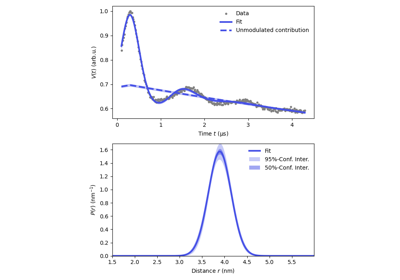 1.0
0.9
0.8
0.7
0.6
V(t) (arb.u.)
Data
Fit
Unmodulated contribution
0 1 2 3 4
Time t (μs)
1.6
1.4
1.2
1.0
0.8
0.6
0.4
0.2
0.0
P(r) (nm⁻¹)
Fit
95%-Conf. Inter.
50%-Conf. Inter.
1.5 2.0 2.5 3.0 3.5 4.0 4.5 5.0 5.5
Distance r (nm)